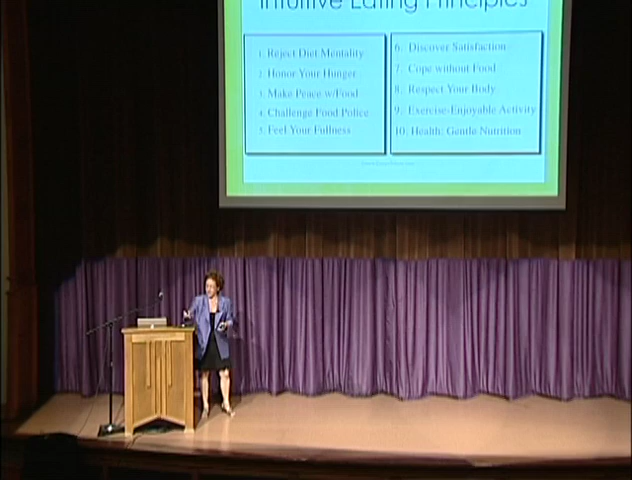 Intuitive Eating Principles
1. Reject Diet Mentality
2. Honor Your Hunger
3. Make Peace w/Food
4. Challenge Food Police
5. Feel Your Fullness
6. Discover Satisfaction
7. Cope without Food
8. Respect Your Body
9. Exercise-Enjoyable Activity
10. Health: Gentle Nutrition